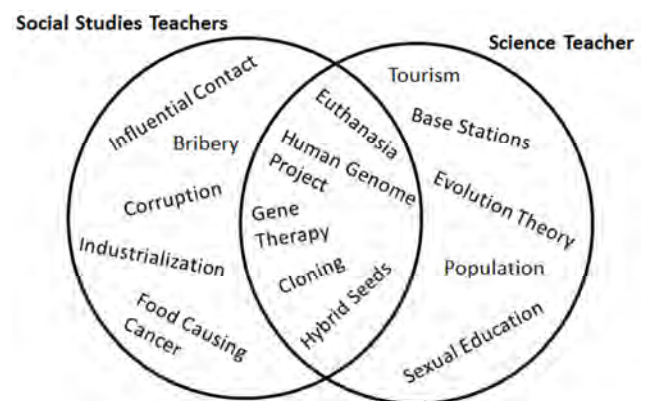 Social Studies Teachers
Science Teacher
Influential Contact
Bribery
Corruption
Industrialization
Food Causing
Cancer
Euthanasia
Human Genome
Project
Gene
Therapy
Cloning
Hybrid Seeds
Tourism
Base Stations
Evolution Theory
Population
Sexual Education